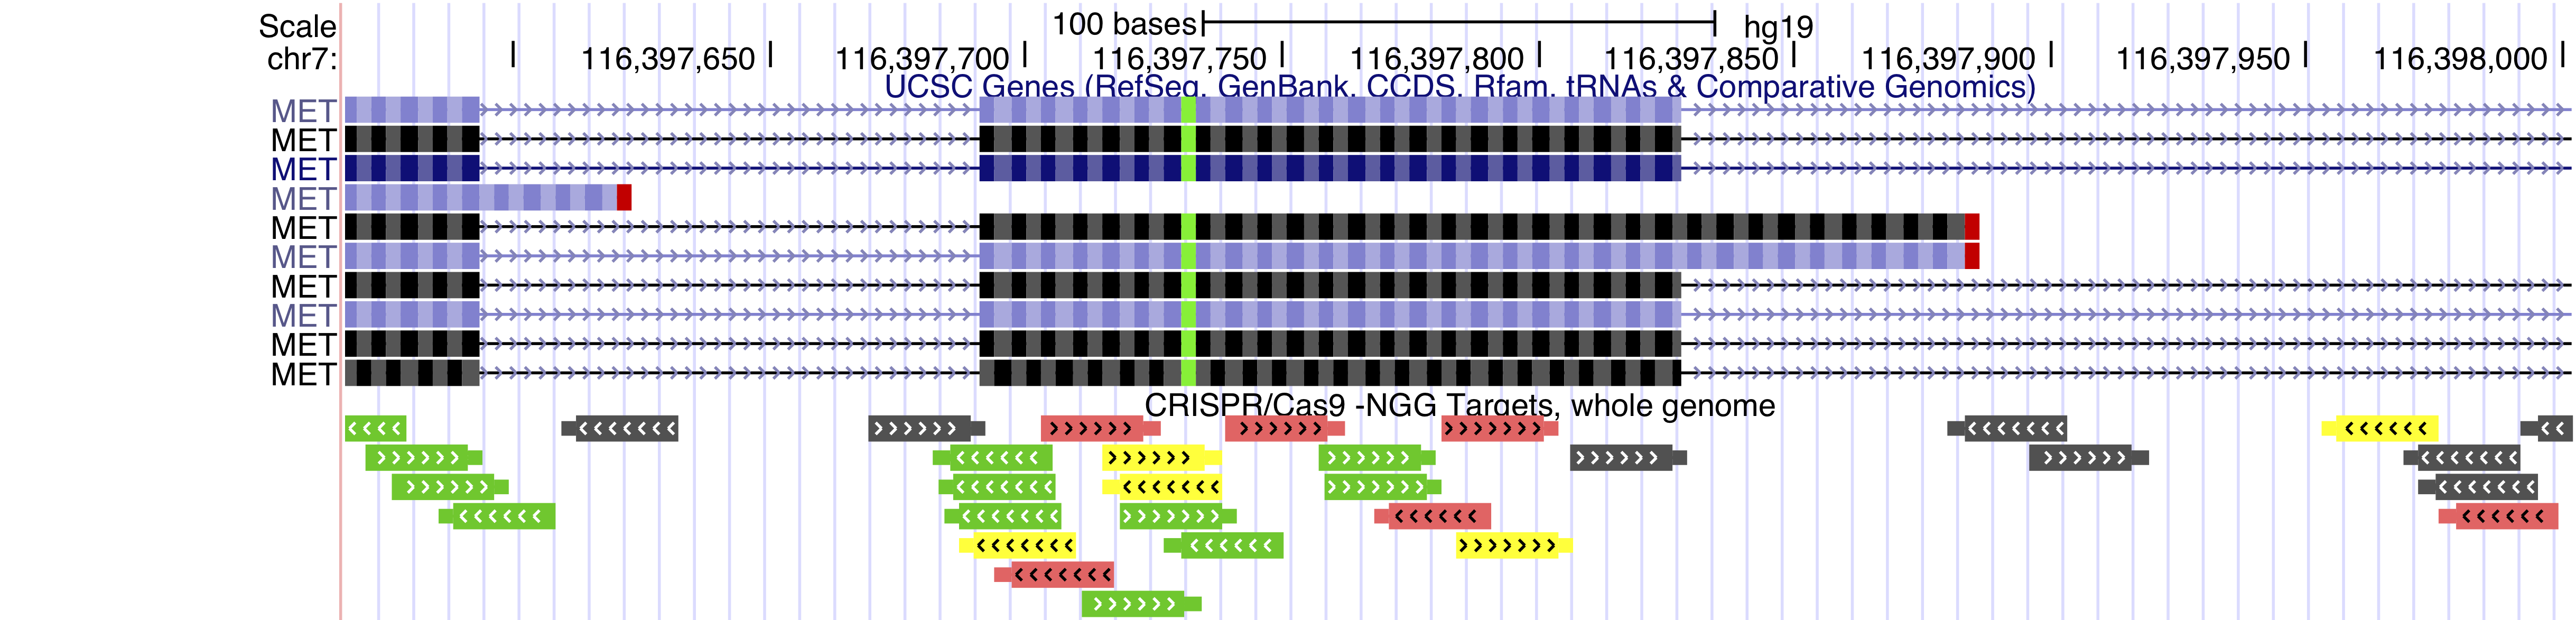 Scale 100 bases hg19
chr7: 116,397,650 116,397,700 116,397,750 116,397,800 116,397,850 116,397,900 116,397,950 116,398,000
UCSC Genes (RefSeq, GenBank, CCDS, Rfam, tRNAs & Comparative Genomics)
MET
MET
MET
MET
MET
MET
MET
MET
MET
MET
CRISPR/Cas9 -NGG Targets, whole genome